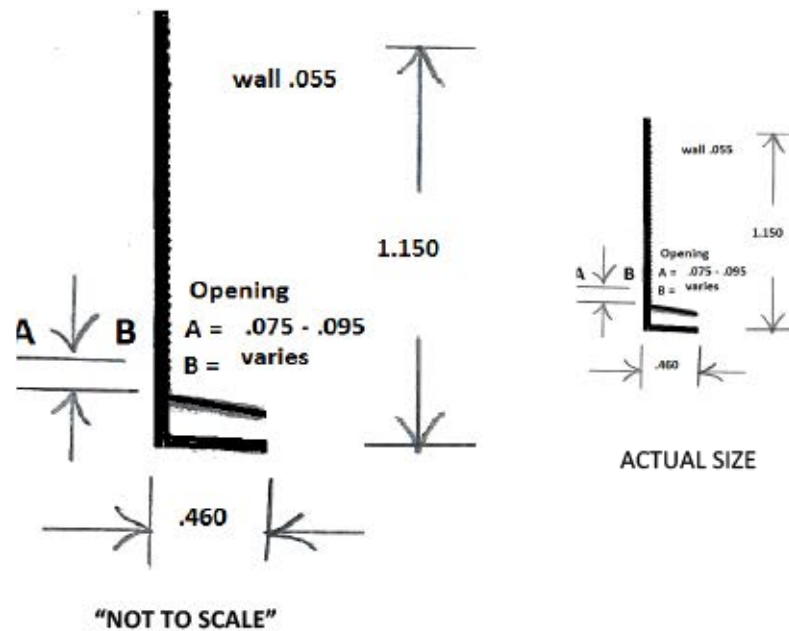 wall .055
1.150
Opening
A B A = .075 - .095
B = varies
.460
"NOT TO SCALE"
wall .055
1.150
Opening
A B A = .075 - .095
B = varies
.460
ACTUAL SIZE